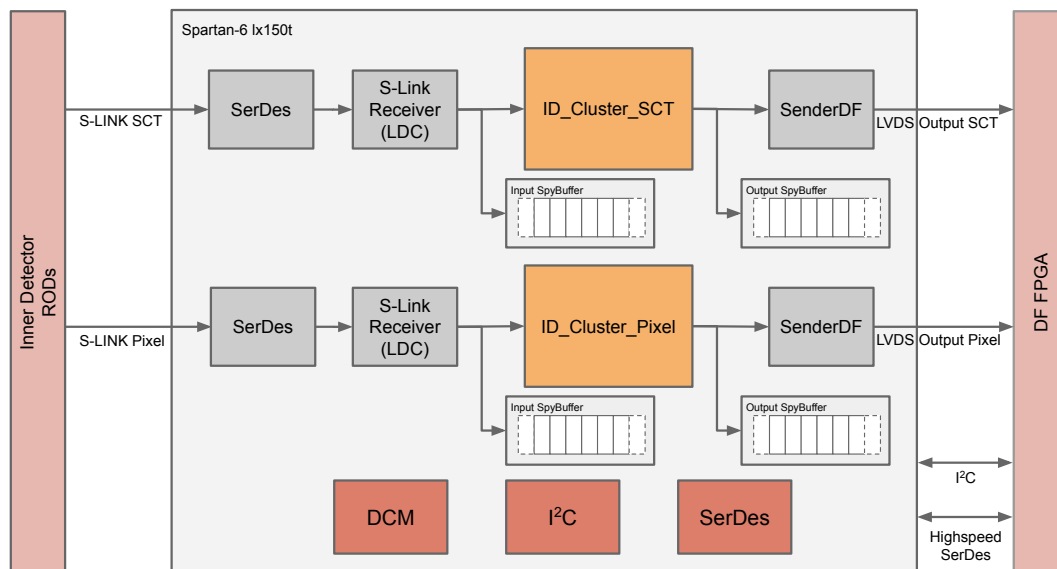 Spartan-6 lx150t
Inner Detector
RODs
S-LINK SCT
SerDes
S-Link
Receiver
(LDC)
ID_Cluster_SCT
SenderDF
LVDS Output SCT
Input SpyBuffer
Output SpyBuffer
S-LINK Pixel
SerDes
S-Link
Receiver
(LDC)
ID_Cluster_Pixel
SenderDF
LVDS Output Pixel
Input SpyBuffer
Output SpyBuffer
DCM
I²C
SerDes
I²C
Highspeed
SerDes
DF FPGA